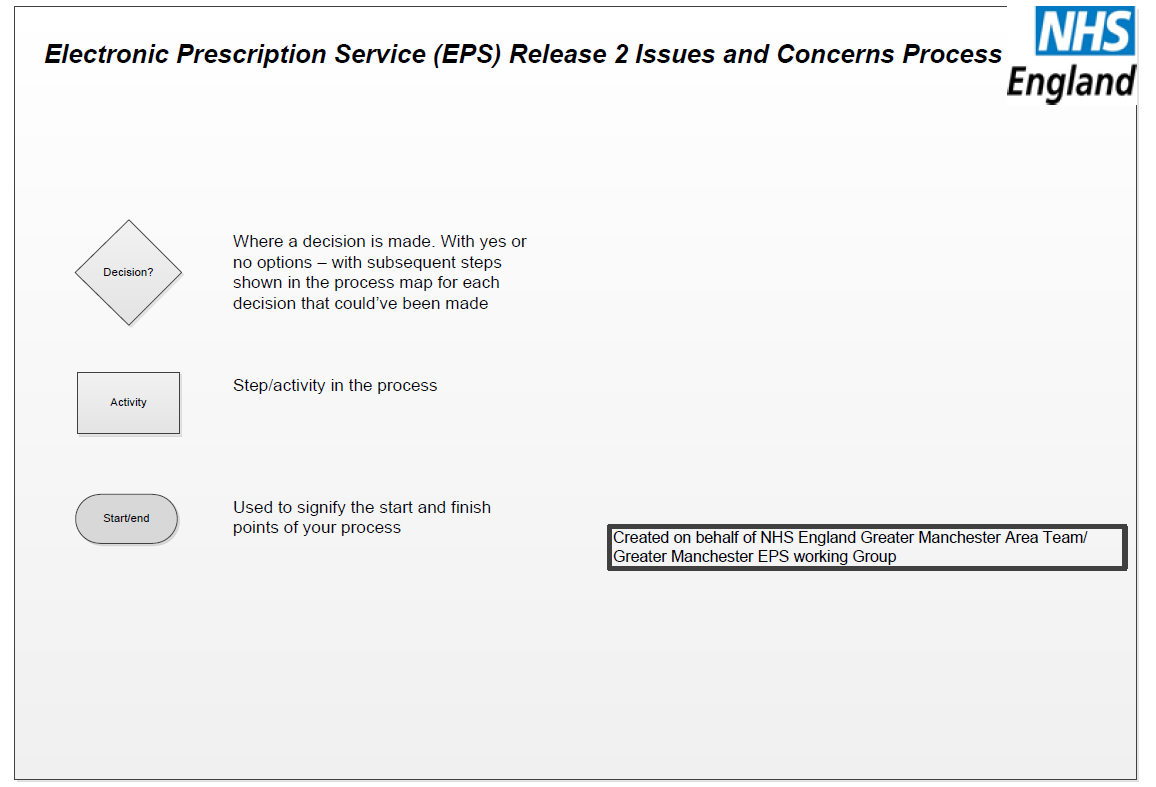 NHS
England
Electronic Prescription Service (EPS) Release 2 Issues and Concerns Process
Decision?
Where a decision is made. With yes or
no options – with subsequent steps
shown in the process map for each
decision that could've been made
Activity
Step/activity in the process
Start/end
Used to signify the start and finish
points of your process
Created on behalf of NHS England Greater Manchester Area Team/
Greater Manchester EPS working Group